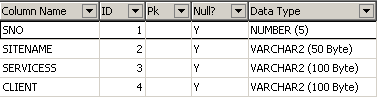 Column Name ID Pk Null? Data Type
SNO 1 Y NUMBER (5)
SITENAME 2 Y VARCHAR2 (50 Byte)
SERVICESS 3 Y VARCHAR2 (100 Byte)
CLIENT 4 Y VARCHAR2 (100 Byte)